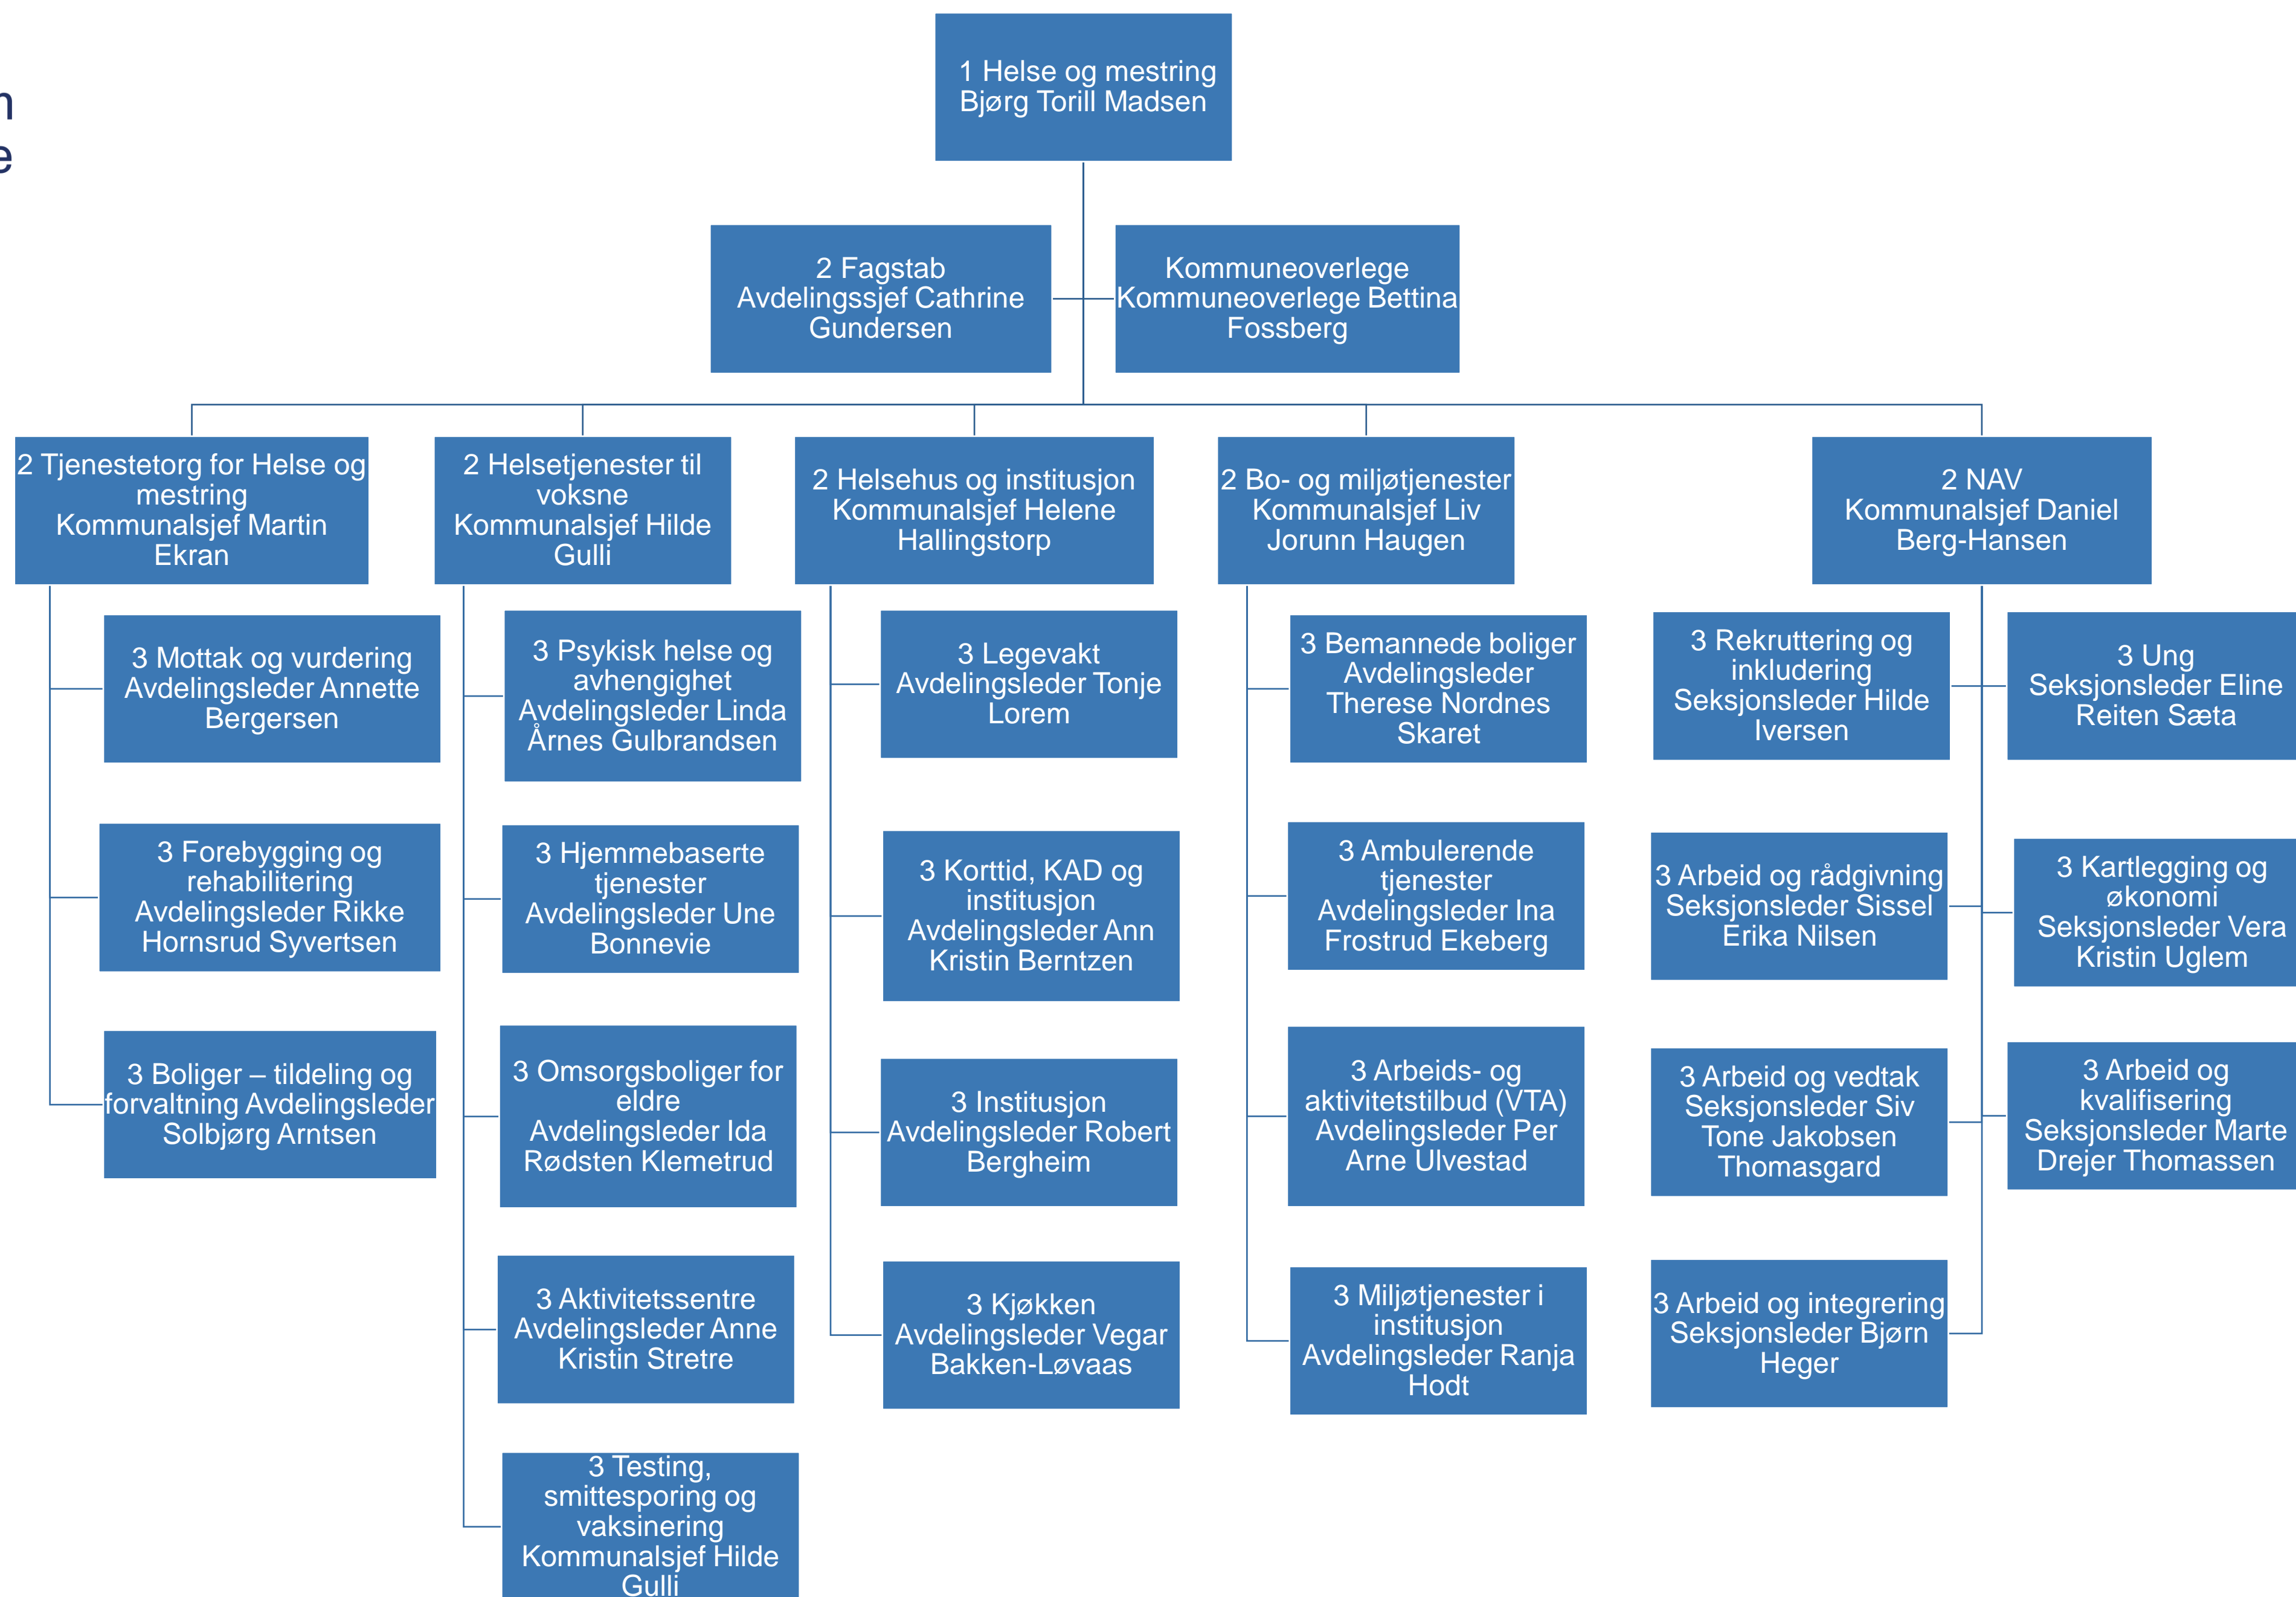 1 Helse og mestring
Bjørg Torill Madsen
2 Fagstab
Avdelingssjef Cathrine
Gundersen
Kommuneoverlege
Kommuneoverlege Bettina
Fossberg
2 Tjenestetorg for Helse og
mestring
Kommunalsjef Martin
Ekran
2 Helsetjenester til
voksne
Kommunalsjef Hilde
Gulli
2 Helsehus og institusjon
Kommunalsjef Helene
Hallingstorp
2 Bo- og miljøtjenester
Kommunalsjef Liv
Jorunn Haugen
2 NAV
Kommunalsjef Daniel
Berg-Hansen
3 Mottak og vurdering
Avdelingsleder Annette
Bergersen
3 Forebygging og
rehabilitering
Avdelingsleder Rikke
Hornsrud Syvertsen
3 Boliger – tildeling og
forvaltning Avdelingsleder
Solbjørg Arntsen
3 Psykisk helse og
avhengighet
Avdelingsleder Linda
Årnes Gulbrandsen
3 Hjemmebaserte
tjenester
Avdelingsleder Une
Bonnevie
3 Omsorgsboliger for
eldre
Avdelingsleder Ida
Rødsten Klemetrud
3 Aktivitetssentre
Avdelingsleder Anne
Kristin Stretre
3 Testing,
smittesporing og
vaksinering
Kommunalsjef Hilde
Gulli
3 Legevakt
Avdelingsleder Tonje
Lorem
3 Korttid, KAD og
institusjon
Avdelingsleder Ann
Kristin Berntzen
3 Institusjon
Avdelingsleder Robert
Bergheim
3 Kjøkken
Avdelingsleder Vegar
Bakken-Løvaas
3 Bemannede boliger
Avdelingsleder
Therese Nordnes
Skaret
3 Ambulerende
tjenester
Avdelingsleder Ina
Frostrud Ekeberg
3 Arbeids- og
aktivitetstilbud (VTA)
Avdelingsleder Per
Arne Ulvestad
3 Miljøtjenester i
institusjon
Avdelingsleder Ranja
Hodt
3 Rekruttering og
inkludering
Seksjonsleder Hilde
Iversen
3 Ung
Seksjonsleder Eline
Reiten Sæta
3 Arbeid og rådgivning
Seksjonsleder Sissel
Erika Nilsen
3 Kartlegging og
økonomi
Seksjonsleder Vera
Kristin Uglem
3 Arbeid og vedtak
Seksjonsleder Siv
Tone Jakobsen
Thomasgard
3 Arbeid og
kvalifisering
Seksjonsleder Marte
Drejer Thomassen
3 Arbeid og integrering
Seksjonsleder Bjørn
Heger